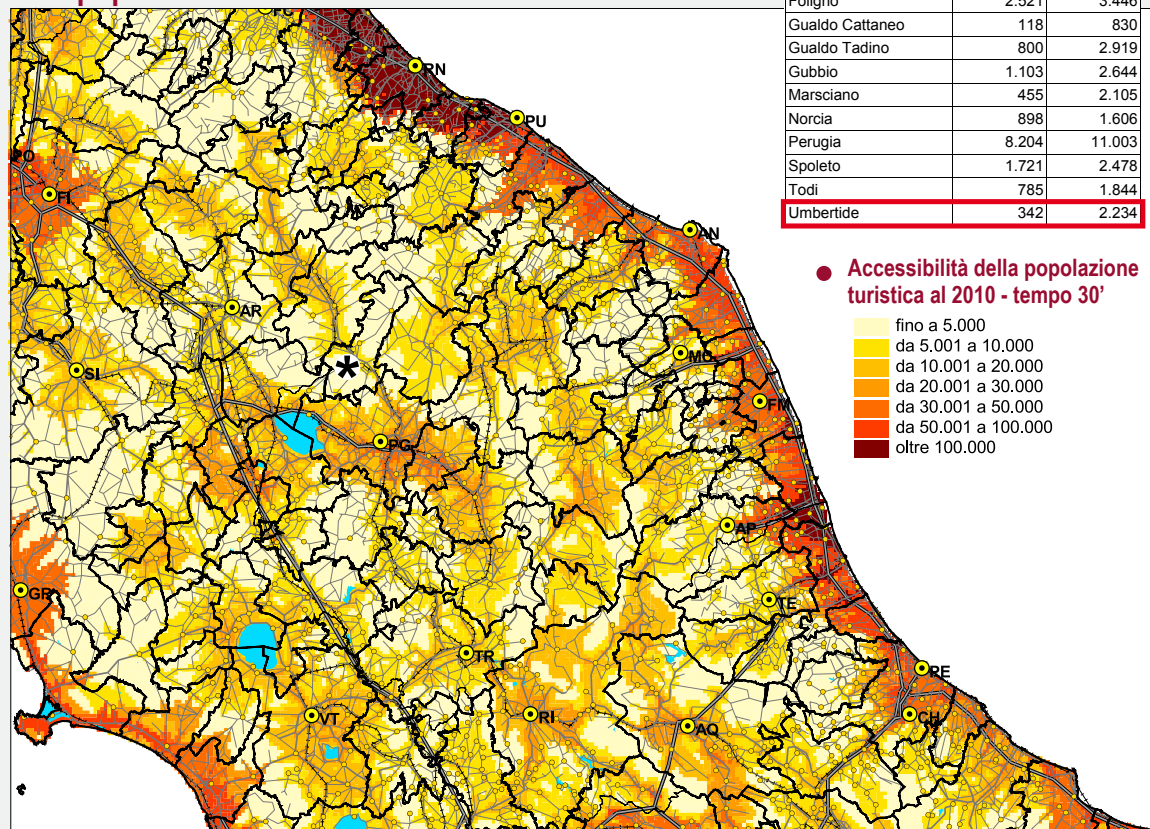 Foligno 2.521 3.446
Gualdo Cattaneo 118 830
Gualdo Tadino 800 2.919
Gubbio 1.103 2.644
Marsciano 455 2.105
Norcia 898 1.606
Perugia 8.204 11.003
Spoleto 1.721 2.478
Todi 785 1.844
Umbertide 342 2.234
● Accessibilità della popolazione
turistica al 2010 - tempo 30’
fino a 5.000
da 5.001 a 10.000
da 10.001 a 20.000
da 20.001 a 30.000
da 30.001 a 50.000
da 50.001 a 100.000
oltre 100.000
FC
RN
PU
PO
FI
AN
AR
MC
*
SI
FM
PG
AP
GR
TE
TR
PE
VT
RI
AQ
CH